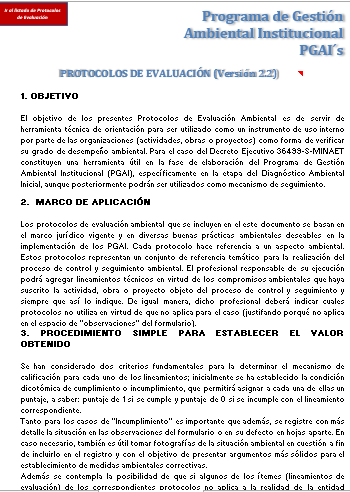 Ir al listado de Protocolos
de Evaluación
Programa de Gestión
Ambiental Institucional
PGAI´s
PROTOCOLOS DE EVALUACIÓN (Versión 2.2)
1. OBJETIVO
El objetivo de los presentes Protocolos de Evaluación Ambiental es de servir de
herramienta técnica de orientación para ser utilizado como un instrumento de uso interno
por parte de las organizaciones (actividades, obras o proyectos) como forma de verificar
su grado de desempeño ambiental. Para el caso del Decreto Ejecutivo 36499-S-MINAET
constituyen una herramienta útil en la fase de elaboración del Programa de Gestión
Ambiental Institucional (PGAI), específicamente en la etapa del Diagnóstico Ambiental
Inicial, aunque posteriormente podrán ser utilizados como mecanismo de seguimiento.
2. MARCO DE APLICACIÓN
Los protocolos de evaluación ambiental que se incluyen en el este documento se basan en
el marco jurídico vigente y en diversas buenas prácticas ambientales deseables en la
implementación de los PGAI. Cada protocolo hace referencia a un aspecto ambiental.
Estos protocolos representan un conjunto de referencia temático para la realización del
proceso de control y seguimiento ambiental. El profesional responsable de su ejecución
podrá agregar lineamientos técnicos en virtud de los compromisos ambientales que haya
suscrito la actividad, obra o proyecto objeto del proceso de control y seguimiento y
siempre que así lo indique. De igual manera, dicho profesional deberá indicar cuales
protocolos no utiliza en virtud de que no aplica para el caso (justifando porqué no aplica
en el espacio de "observaciones" del formulario).
3. PROCEDIMIENTO SIMPLE PARA ESTABLECER EL VALOR
OBTENIDO
Se han considerado dos criterios fundamentales para la determinar el mecanismo de
calificación para cada uno de los lineamientos; inicialmente se ha establecido la condición
dicotómica de cumplimiento o incumplimiento, que permitirá asignar a cada una de ellas un
puntaje, a saber: puntaje de 1 si se cumple y puntaje de 0 si se incumple con el lineamiento
correspondiente.
Tanto para los casos de "Incumplimiento" es importante que además, se registre con más
detalle la situación en las observaciones del formulario o en su defecto en hojas aparte. En
caso necesario, también es útil tomar fotografías de la situación ambiental en cuestión a fin
de incluirlo en el registro y con el objetivo de presentar argumentos más sólidos para el
establecimiento de medidas ambientales correctivas.
Además se contempla la posibilidad de que si algunos de los ítemes (lineamientos de
evaluación) de los correspondientes protocolos no aplica a la realidad de la entidad